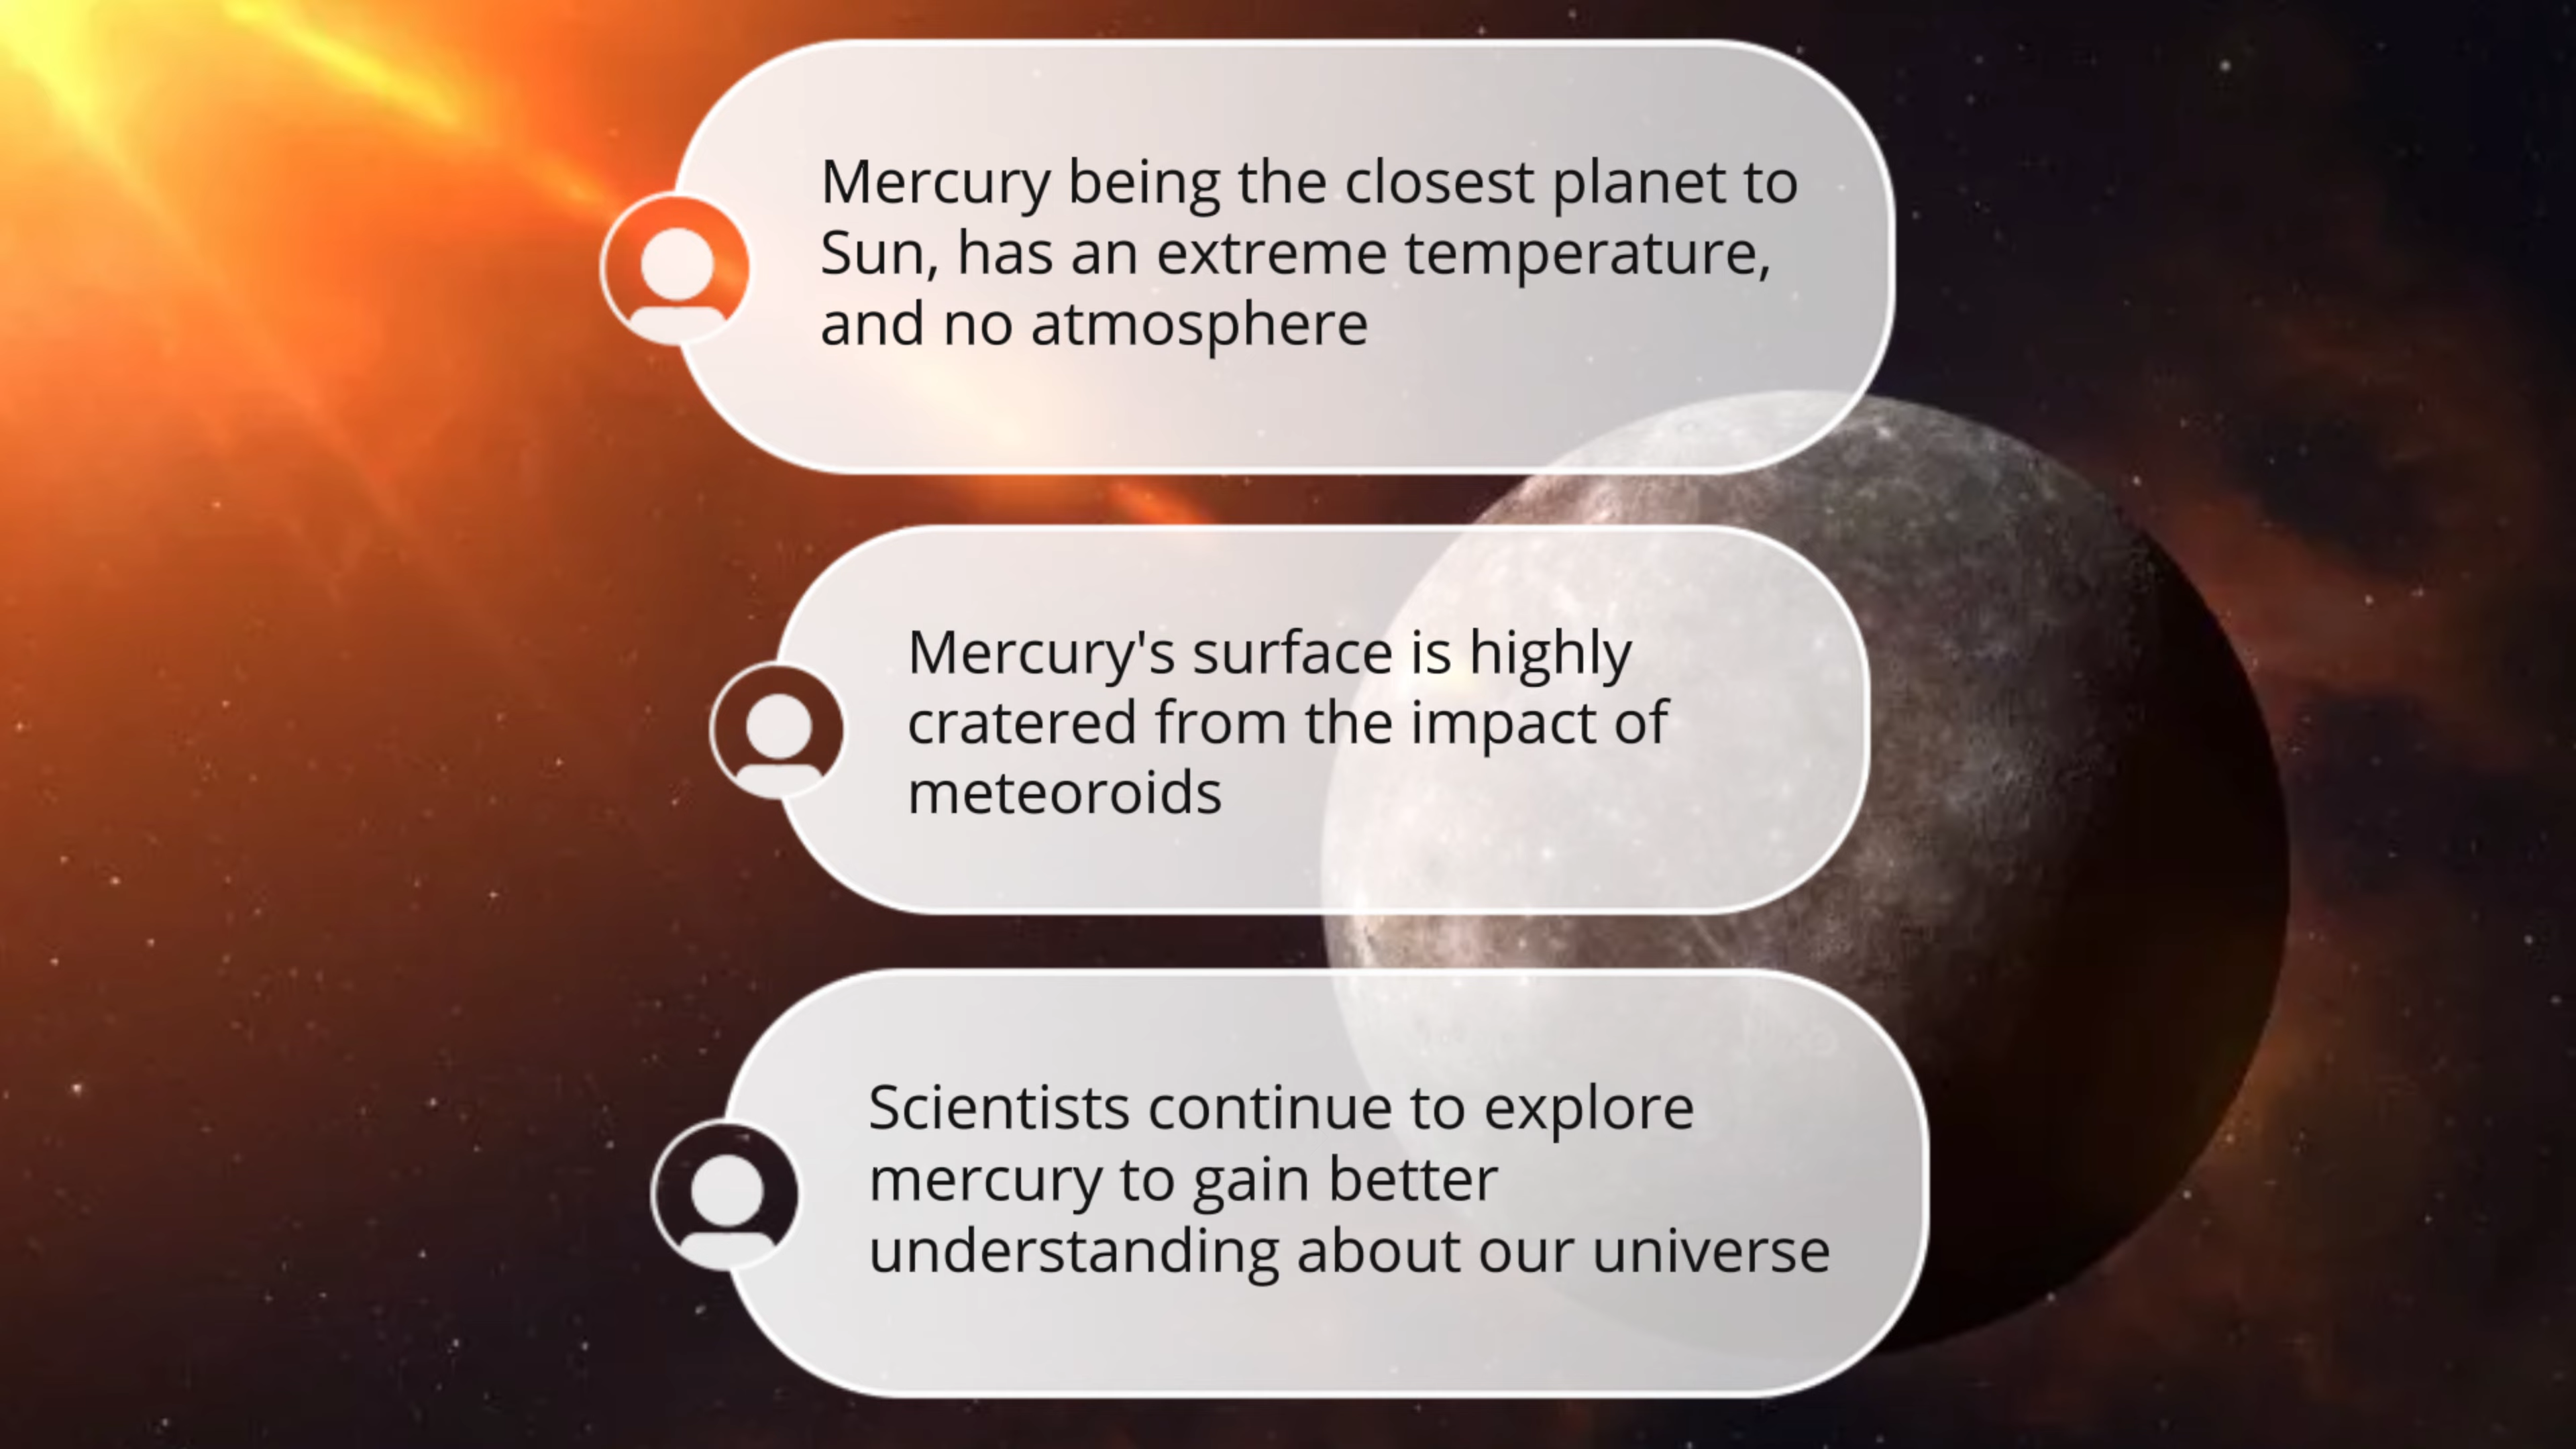 Mercury being the closest planet to
Sun, has an extreme temperature,
and no atmosphere
Mercury's surface is highly
cratered from the impact of
meteoroids
Scientists continue to explore
mercury to gain better
understanding about our universe